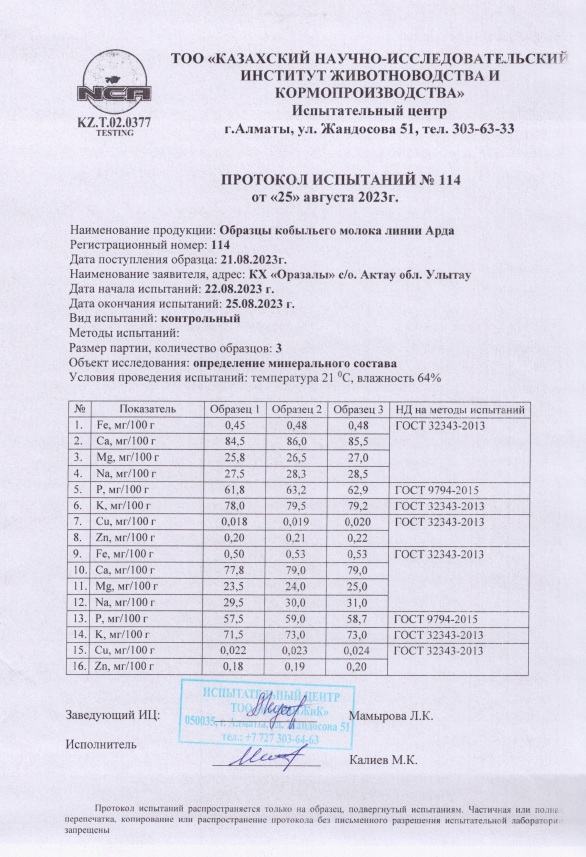 NCA
KZ.T.02.0377
TESTING
ТОО «КАЗАХСКИЙ НАУЧНО-ИССЛЕДОВАТЕЛЬСКИЙ
ИНСТИТУТ ЖИВОТНОВОДСТВА И
КОРМОПРОИЗВОДСТВА»
Испытательный центр
г.Алматы, ул. Жандосова 51, тел. 303-63-33
ПРОТОКОЛ ИСПЫТАНИЙ № 114
от «25» августа 2023г.
Наименование продукции: Образцы кобыльего молока линии Арда
Регистрационный номер: 114
Дата поступления образца: 21.08.2023г.
Наименование заявителя, адрес: КХ «Оразалы» с/о. Актау обл. Улытау
Дата начала испытаний: 22.08.2023 г.
Дата окончания испытаний: 25.08.2023 г.
Вид испытаний: контрольный
Методы испытаний:
Размер партии, количество образцов: 3
Объект исследования: определение минерального состава
Условия проведения испытаний: температура 21 ⁰С, влажность 64%
№ Показатель Образец 1 Образец 2 Образец 3 НД на методы испытаний
1. Fe, мг/100 г 0,45 0,48 0,48 ГОСТ 32343-2013
2. Ca, мг/100 г 84,5 86,0 85,5
3. Mg, мг/100 г 25,8 26,5 27,0
4. Na, мг/100 г 27,5 28,3 28,5
5. P, мг/100 г 61,8 63,2 62,9 ГОСТ 9794-2015
6. K, мг/100 г 78,0 79,5 79,2 ГОСТ 32343-2013
7. Cu, мг/100 г 0,018 0,019 0,020 ГОСТ 32343-2013
8. Zn, мг/100 г 0,20 0,21 0,22
9. Fe, мг/100 г 0,50 0,53 0,53 ГОСТ 32343-2013
10. Ca, мг/100 г 77,8 79,0 79,0
11. Mg, мг/100 г 23,5 24,0 25,0
12. Na, мг/100 г 29,5 30,0 31,0
13. P, мг/100 г 57,5 59,0 58,7 ГОСТ 9794-2015
14. K, мг/100 г 71,5 73,0 73,0 ГОСТ 32343-2013
15. Cu, мг/100 г 0,022 0,023 0,024 ГОСТ 32343-2013
16. Zn, мг/100 г 0,18 0,19 0,20
ИСПЫТАТЕЛЬНЫЙ ЦЕНТР
ТОО
050035, г. Алматы, ул. Жандосова 51
тел.: +7 727 303-64-63
Заведующий ИЦ: Мамырова Л.К.
Исполнитель
Калиев М.К.
Протокол испытаний распространяется только на образец, подвергнутый испытаниям. Частичная или
перепечатка, копирование или распространение протокола без письменного разрешения испытательной
запрещены